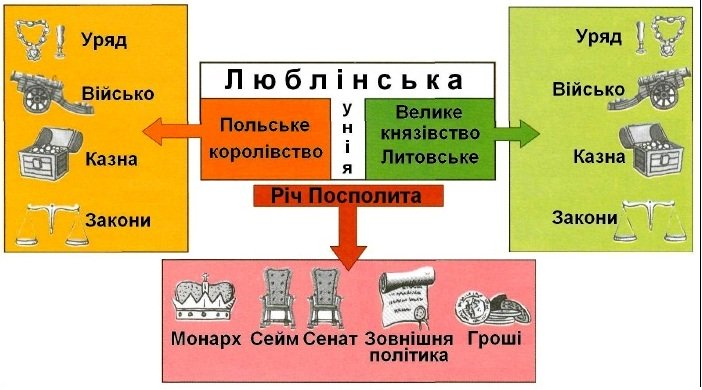 Люблінська
унія
Польське
королівство
Велике
князівство
Литовське
Річ Посполита
Уряд
Військо
Казна
Закони
Уряд
Військо
Казна
Закони
Монарх
Сейм
Сенат
Зовнішня
політика
Гроші